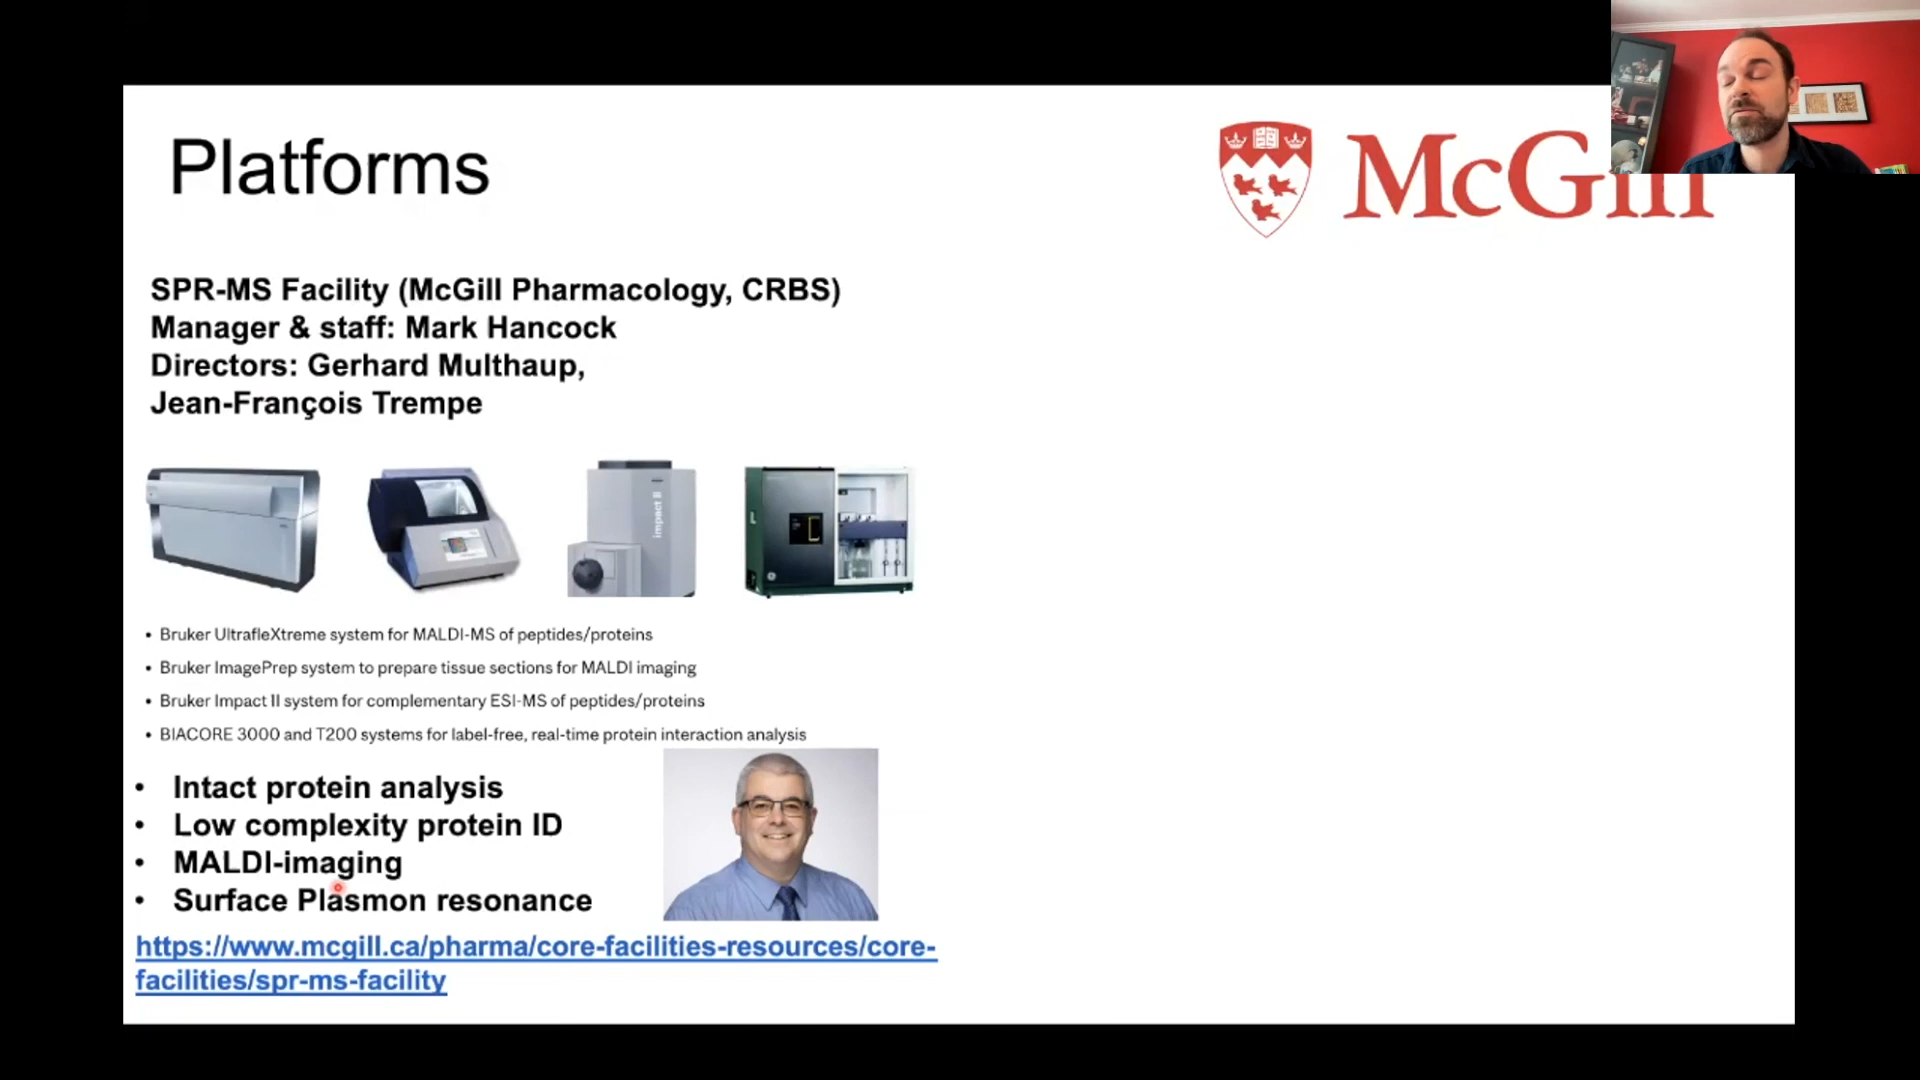 Platforms
McGill
SPR-MS Facility (McGill Pharmacology, CRBS)
Manager & staff: Mark Hancock
Directors: Gerhard Multhaup,
Jean-François Trempe
impact II
• Bruker UltrafleXtreme system for MALDI-MS of peptides/proteins
• Bruker ImagePrep system to prepare tissue sections for MALDI imaging
• Bruker Impact II system for complementary ESI-MS of peptides/proteins
• BIACORE 3000 and T200 systems for label-free, real-time protein interaction analysis
• Intact protein analysis
• Low complexity protein ID
• MALDI-imaging
• Surface Plasmon resonance
https://www.mcgill.ca/pharma/core-facilities-resources/core-
facilities/spr-ms-facility